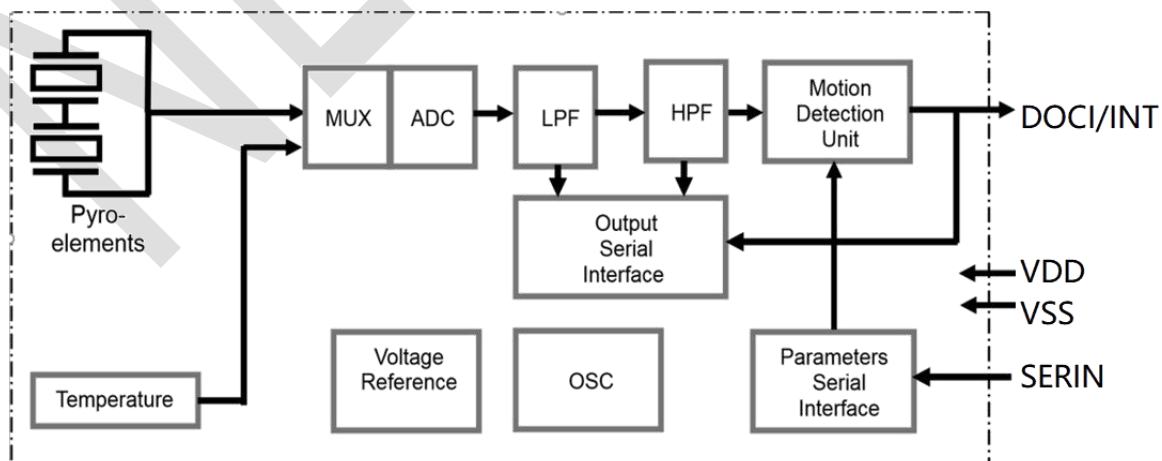 Pyro-
elements
Temperature
MUX
ADC
LPF
HPF
Motion
Detection
Unit
Output
Serial
Interface
Voltage
Reference
OSC
Parameters
Serial
Interface
DOCI/INT
VDD
VSS
SERIN